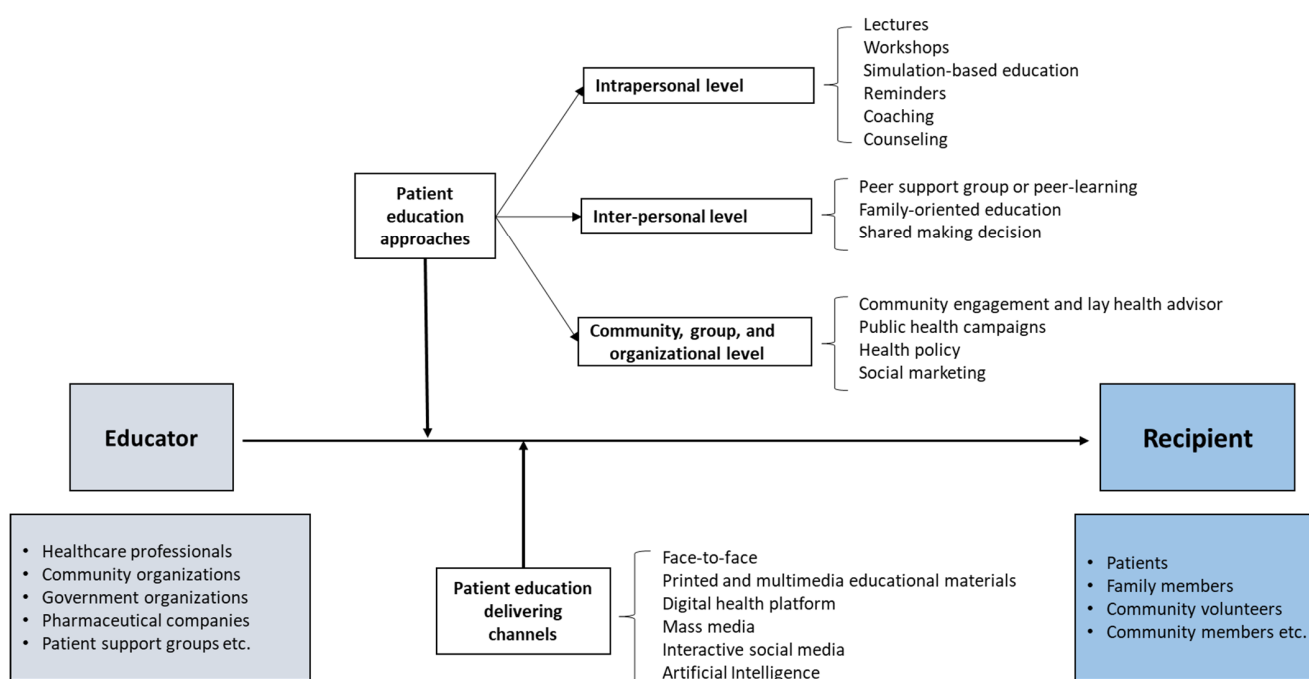 Lectures
Workshops
Simulation-based education
Reminders
Coaching
Counseling
Intrapersonal level
Patient
education
approaches
Inter-personal level
Peer support group or peer-learning
Family-oriented education
Shared making decision
Community, group, and
organizational level
Community engagement and lay health advisor
Public health campaigns
Health policy
Social marketing
Educator
Recipient
• Healthcare professionals
• Community organizations
• Government organizations
• Pharmaceutical companies
• Patient support groups etc.
Patient education
delivering
channels
Face-to-face
Printed and multimedia educational materials
Digital health platform
Mass media
Interactive social media
Artificial Intelligence
• Patients
• Family members
• Community volunteers
• Community members etc.